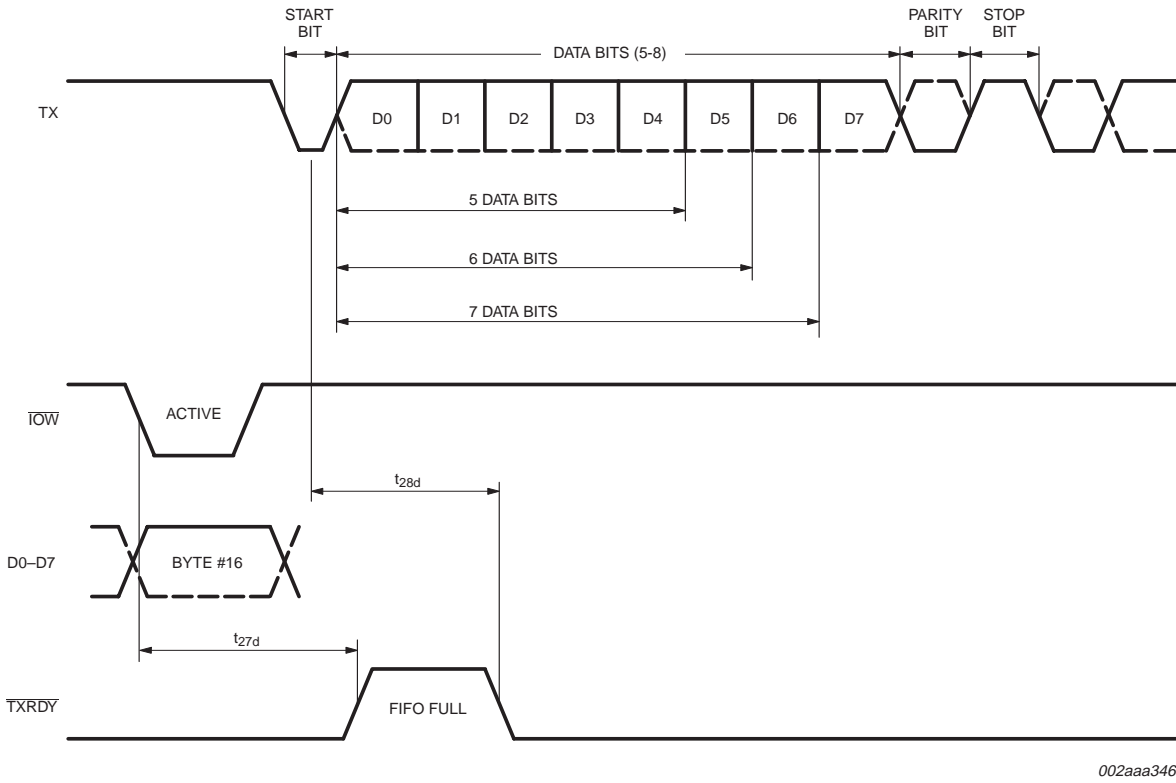 START
BIT
DATA BITS (5-8)
PARITY
BIT
STOP
BIT
TX
D0
D1
D2
D3
D4
D5
D6
D7
5 DATA BITS
6 DATA BITS
7 DATA BITS
IOW
ACTIVE
t28d
D0–D7
BYTE #16
t27d
TXRDY
FIFO FULL
002aaa346